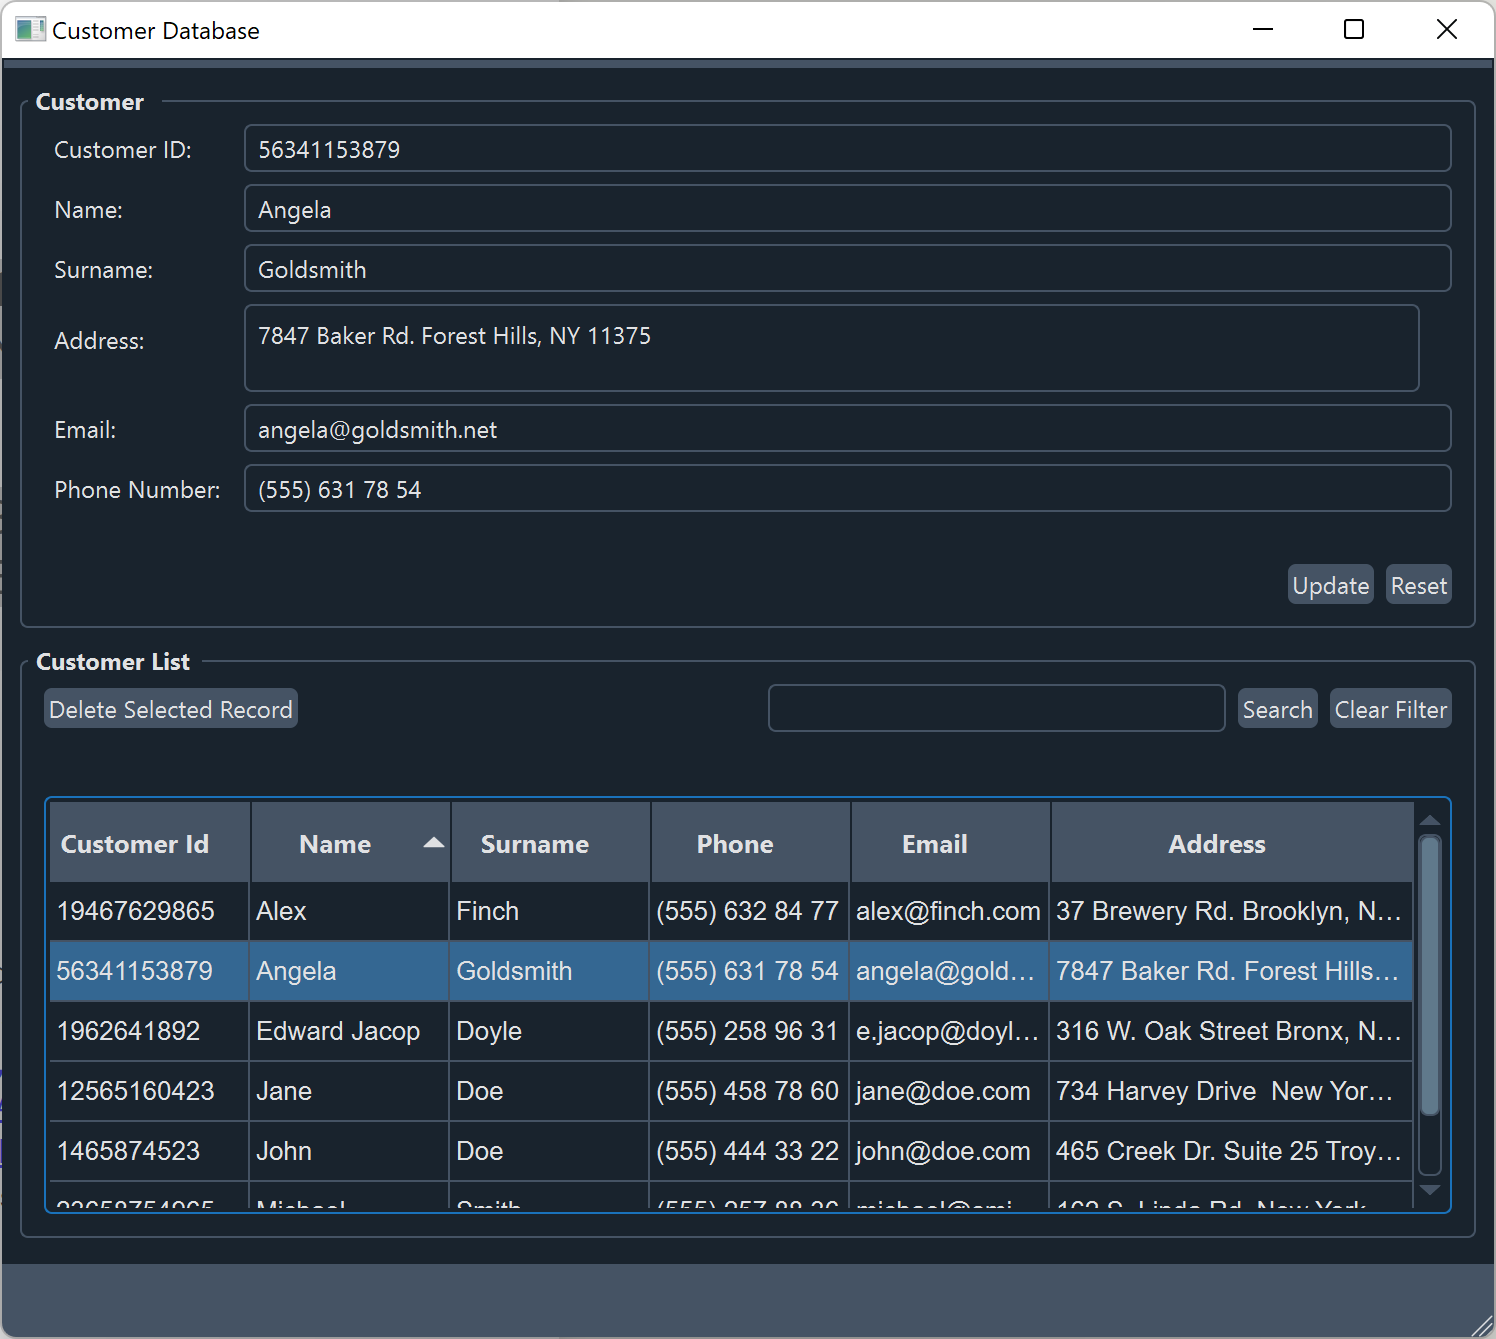 Customer Database
Customer
Customer ID: 56341153879
Name: Angela
Surname: Goldsmith
Address: 7847 Baker Rd. Forest Hills, NY 11375
Email: angela@goldsmith.net
Phone Number: (555) 631 78 54
Update Reset
Customer List
Delete Selected Record Search Clear Filter
Customer Id Name Surname Phone Email Address
19467629865 Alex Finch (555) 632 84 77 alex@finch.com 37 Brewery Rd. Brooklyn, N...
56341153879 Angela Goldsmith (555) 631 78 54 angela@gold... 7847 Baker Rd. Forest Hills...
1962641892 Edward Jacop Doyle (555) 258 96 31 e.jacop@doyl... 316 W. Oak Street Bronx, N...
12565160423 Jane Doe (555) 458 78 60 jane@doe.com 734 Harvey Drive  New Yor...
1465874523 John Doe (555) 444 33 22 john@doe.com 465 Creek Dr. Suite 25 Troy...
Michael Smith